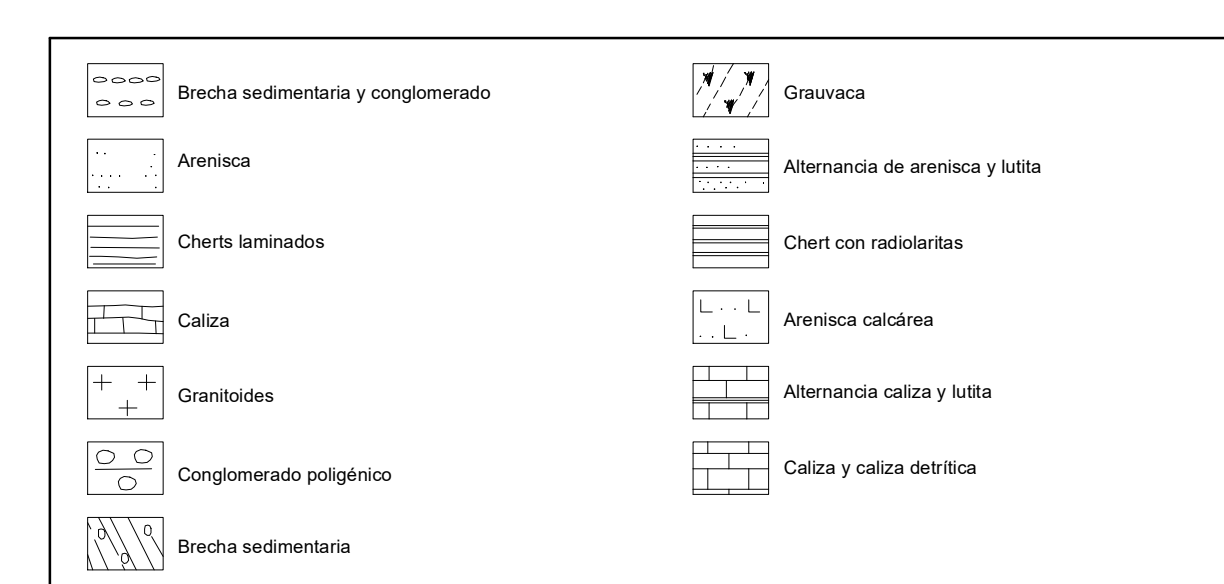 Brecha sedimentaria y conglomerado
Arenisca
Cherts laminados
Caliza
Granitoides
Conglomerado poligénico
Brecha sedimentaria
Grauvaca
Alternancia de arenisca y lutita
Chert con radiolaritas
Arenisca calcárea
Alternancia caliza y lutita
Caliza y caliza detrítica